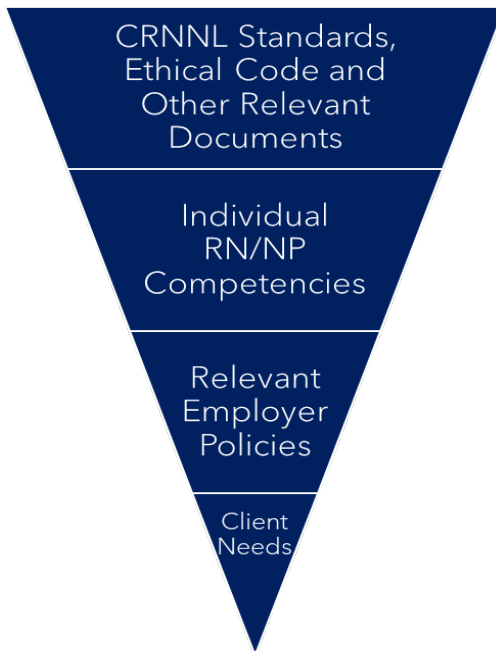 CRNNL Standards,
Ethical Code and
Other Relevant
Documents
Individual
RN/NP
Competencies
Relevant
Employer
Policies
Client
Needs